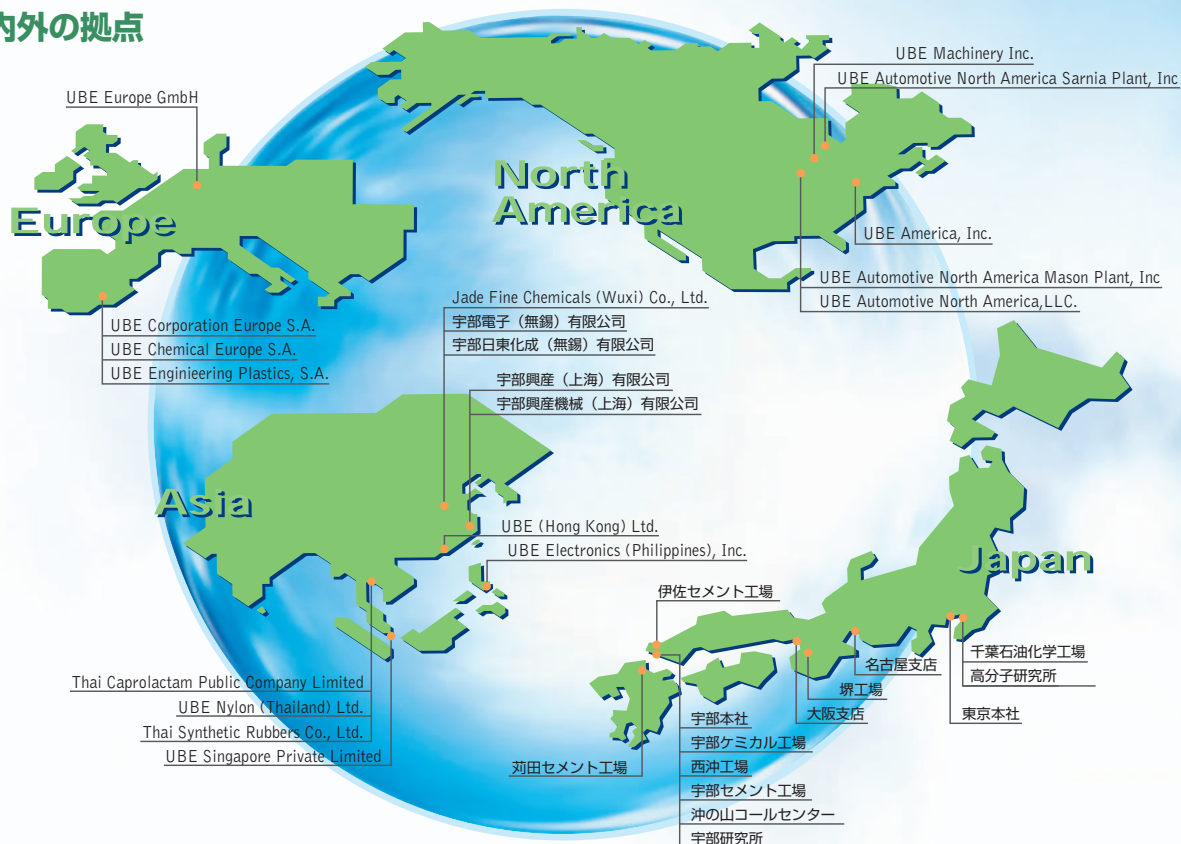 内外の拠点
UBE Europe GmbH
Europe
UBE Corporation Europe S.A.
UBE Chemical Europe S.A.
UBE Enginieering Plastics, S.A.
North
America
UBE Machinery Inc.
UBE Automotive North America Sarnia Plant, Inc
UBE America, Inc.
UBE Automotive North America Mason Plant, Inc
UBE Automotive North America,LLC.
Asia
Jade Fine Chemicals (Wuxi) Co., Ltd.
宇部電子（無錫）有限公司
宇部日東化成（無錫）有限公司
宇部興産（上海）有限公司
宇部興産機械（上海）有限公司
UBE (Hong Kong) Ltd.
UBE Electronics (Philippines), Inc.
Thai Caprolactam Public Company Limited
UBE Nylon (Thailand) Ltd.
Thai Synthetic Rubbers Co., Ltd.
UBE Singapore Private Limited
Japan
伊佐セメント工場
苅田セメント工場
宇部本社
宇部ケミカル工場
西沖工場
宇部セメント工場
沖の山コールセンター
宇部研究所
名古屋支店
堺工場
大阪支店
千葉石油化学工場
高分子研究所
東京本社